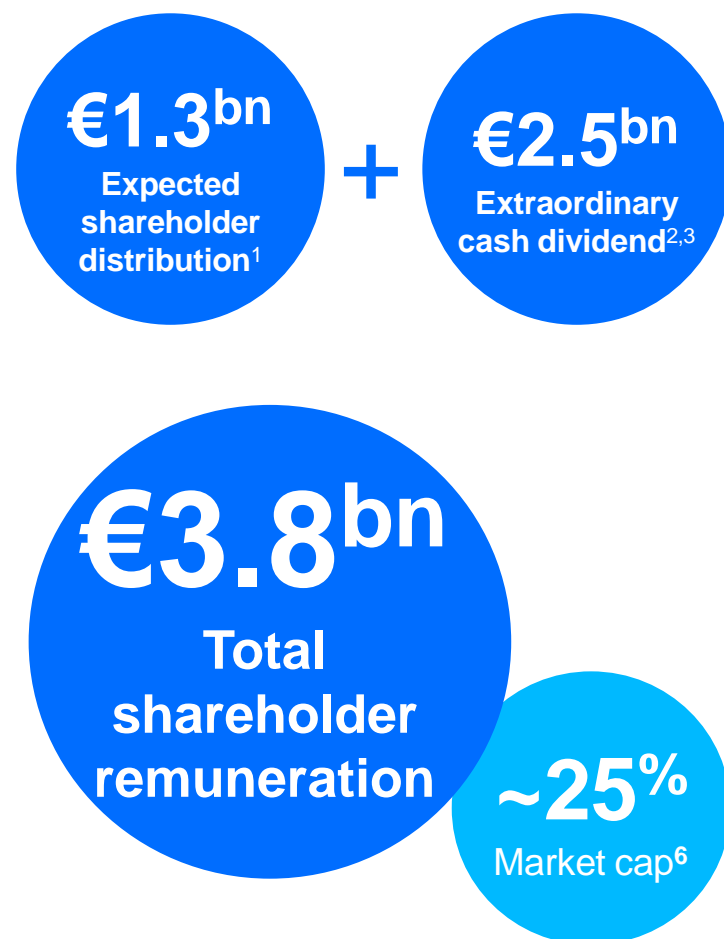 €1.3bn
Expected
shareholder
distribution1
+
€2.5bn
Extraordinary
cash dividend2,3
€3.8bn
Total
shareholder
remuneration
~25%
Market cap6